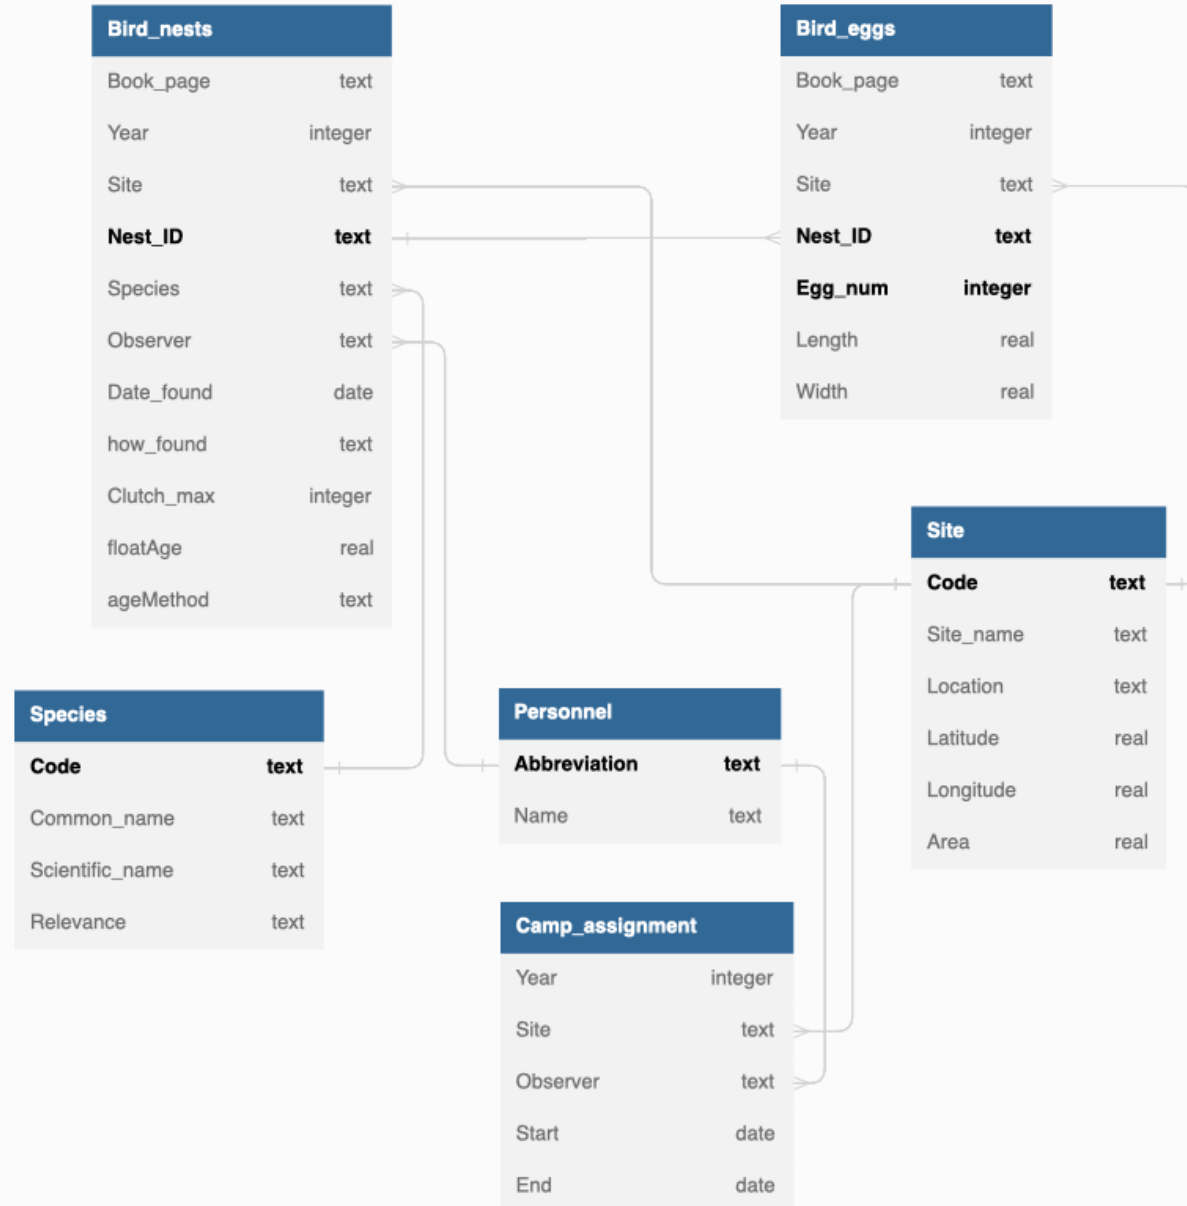 Bird_nests
Book_page text
Year integer
Site text
Nest_ID text
Species text
Observer text
Date_found date
how_found text
Clutch_max integer
floatAge real
ageMethod text
Bird_eggs
Book_page text
Year integer
Site text
Nest_ID text
Egg_num integer
Length real
Width real
Site
Code text
Site_name text
Location text
Latitude real
Longitude real
Area real
Species
Code text
Common_name text
Scientific_name text
Relevance text
Personnel
Abbreviation text
Name text
Camp_assignment
Year integer
Site text
Observer text
Start date
End date